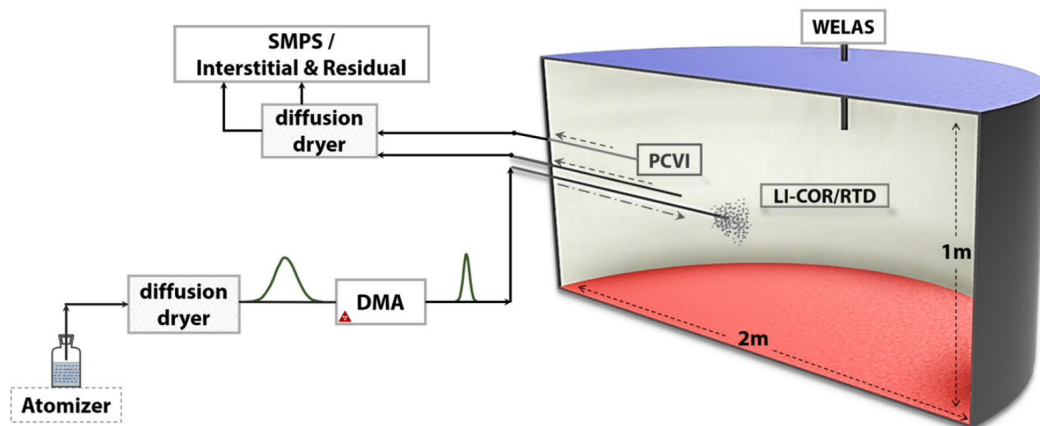 SMPS /
Interstitial & Residual
diffusion
dryer
WELAS
PCVI
LI-COR/RTD
1m
2m
diffusion
dryer
DMA
Atomizer